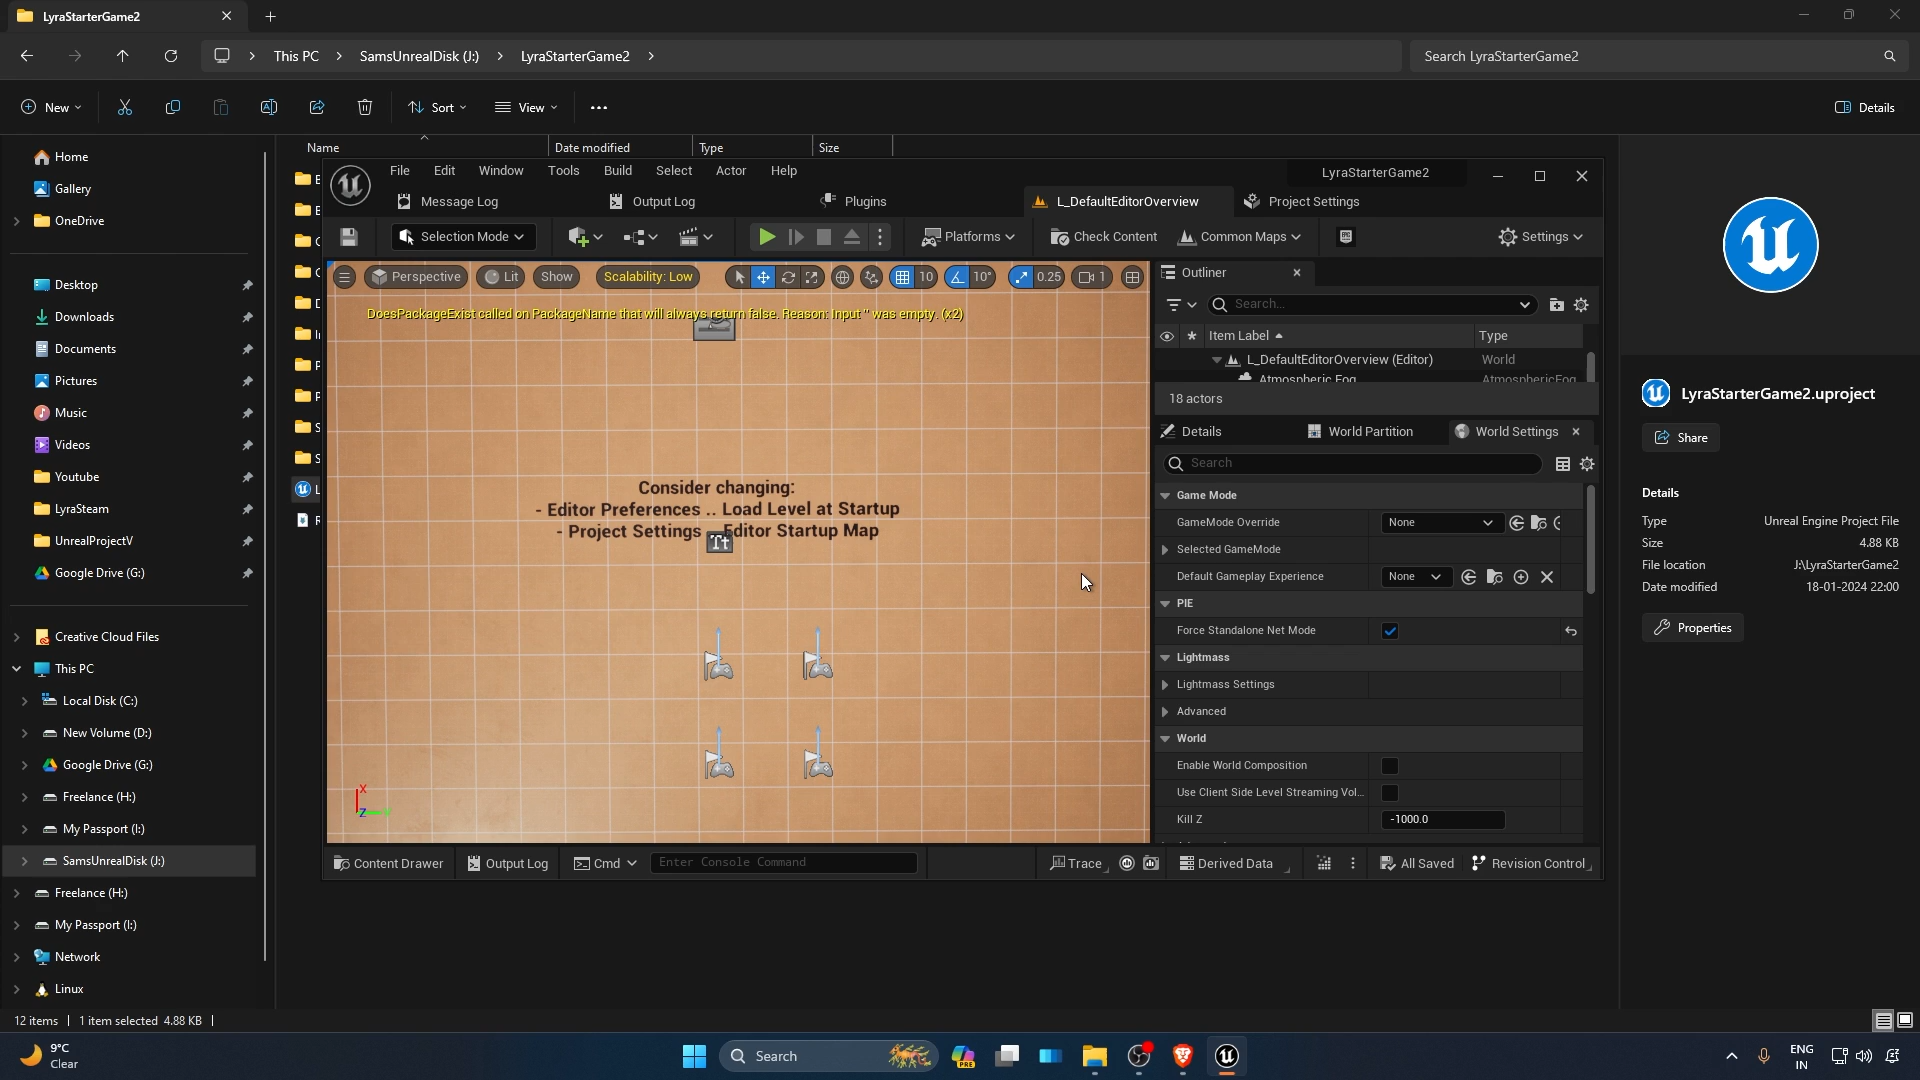 LyraStarterGame2
This PC
SamsUnrealDisk (J:)
LyraStarterGame2
Search LyraStarterGame2
New
Sort
View
Details
Home
Gallery
OneDrive
Desktop
Downloads
Documents
Pictures
Music
Videos
Youtube
LyraSteam
UnrealProjectV
Google Drive (G:)
Creative Cloud Files
This PC
Local Disk (C:)
New Volume (D:)
Google Drive (G:)
Freelance (H:)
My Passport (I:)
SamsUnrealDisk (J:)
Freelance (H:)
My Passport (I:)
Network
Linux
12 items
1 item selected 4.88 KB
Name
Date modified
Type
Size
File Edit Window Tools Build Select Actor Help
LyraStarterGame2
Message Log
Output Log
Plugins
L_DefaultEditorOverview
Project Settings
Selection Mode
Platforms
Check Content
Common Maps
Settings
Perspective
Lit
Show
Scalability: Low
10
10°
0.25
1
DoesPackageExist called on PackageName that will always return false. Reason: Input '' was empty. (x2)
Consider changing:
- Editor Preferences .. Load Level at Startup
- Project Settings .. Editor Startup Map
Tt
X
Z
Outliner
Search...
Item Label
Type
L_DefaultEditorOverview (Editor)
World
Atmospheric Fog
AtmosphericFog
18 actors
Details
World Partition
World Settings
Search
Game Mode
GameMode Override
None
Selected GameMode
Default Gameplay Experience
None
PIE
Force Standalone Net Mode
Lightmass
Lightmass Settings
Advanced
World
Enable World Composition
Use Client Side Level Streaming Vol...
Kill Z
-1000.0
Content Drawer
Output Log
Cmd
Enter Console Command
Trace
Derived Data
All Saved
Revision Control
LyraStarterGame2.uproject
Share
Details
Type
Unreal Engine Project File
Size
4.88 KB
File location
J:\LyraStarterGame2
Date modified
18-01-2024 22:00
Properties
9°C
Clear
Search
PRE
ENG
IN